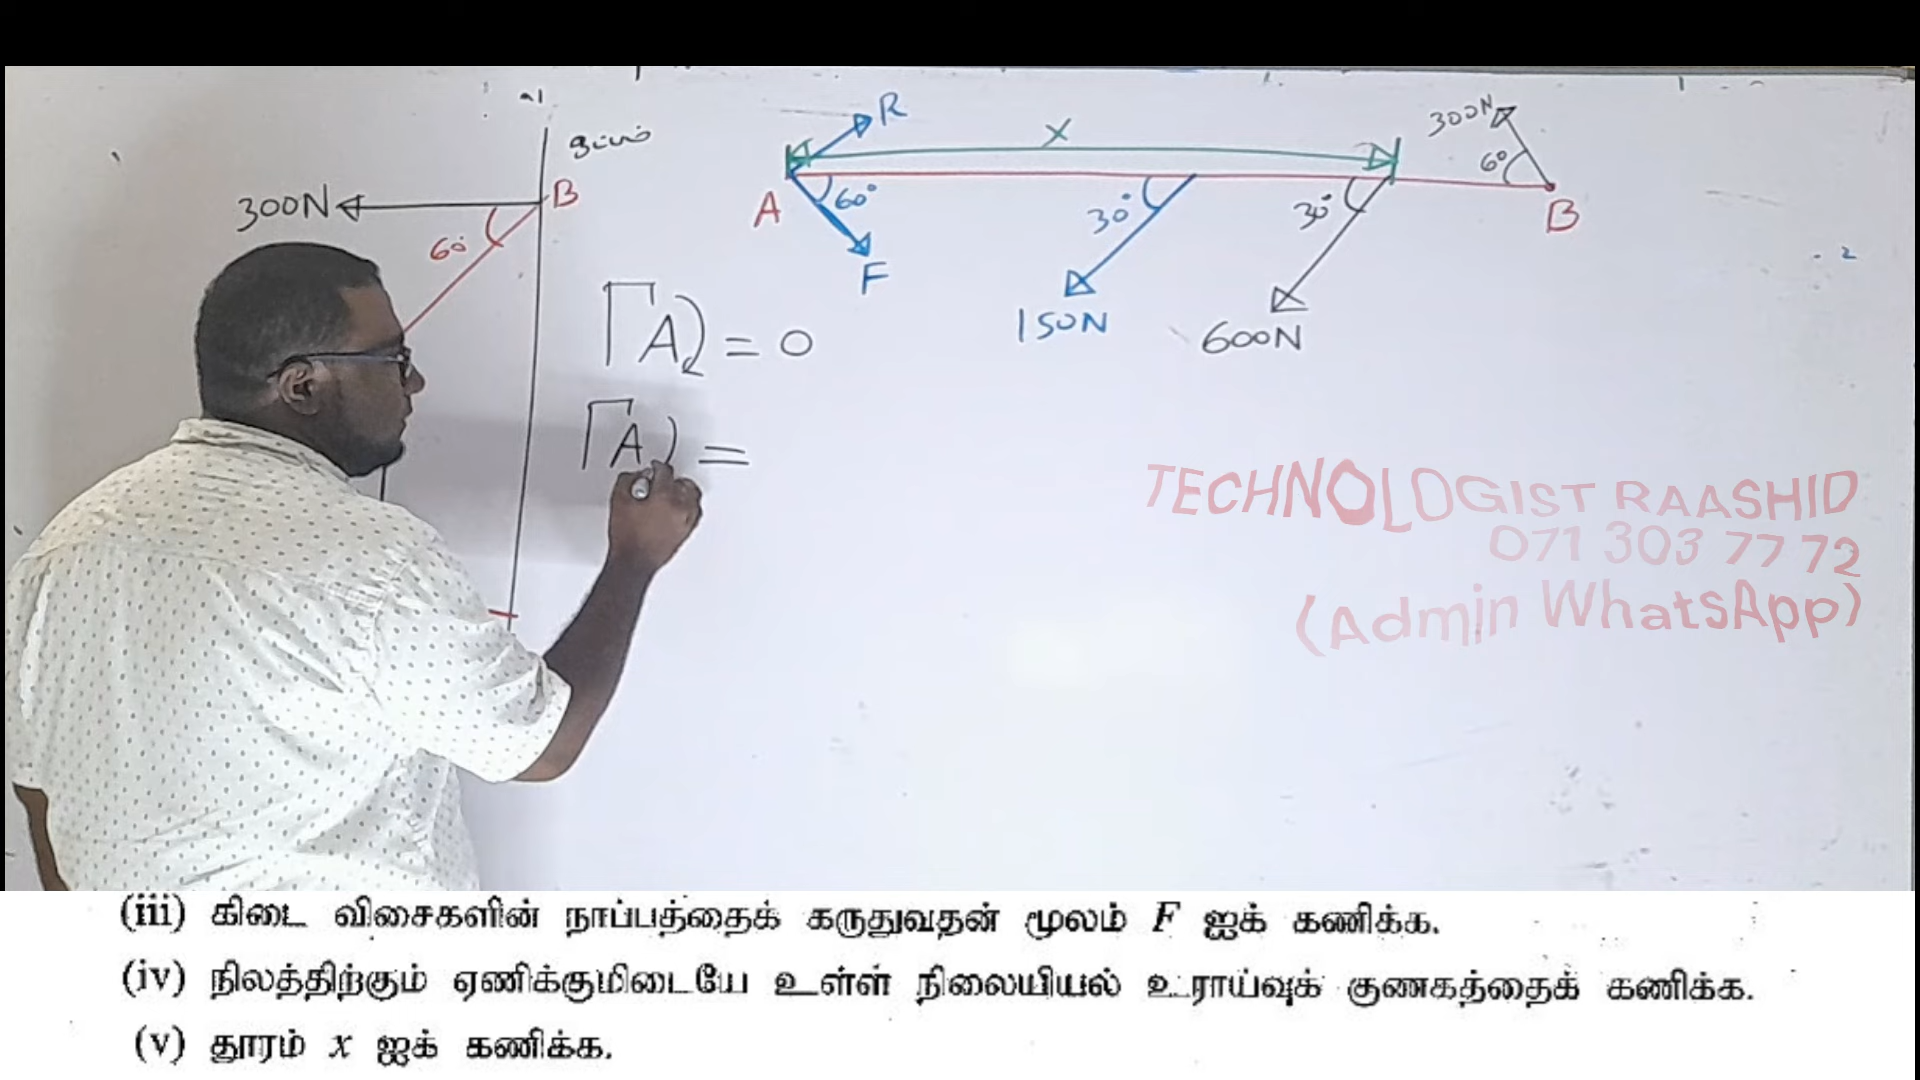 சுவர்
300N
B
60°
R
X
A
60°
F
30°
150N
30°
600N
300N
60
B
ΓA) = 0
ΓA) =
TECHNOLOGIST RAASHID
071 303 77 72
(Admin WhatsApp)
(iii) கிடை விசைகளின் நாப்பத்தைக் கருதுவதன் மூலம் F ஐக் கணிக்க.
(iv) நிலத்திற்கும் ஏணிக்குமிடையே உள்ள் நிலையியல் உராய்வுக் குணகத்தைக் கணிக்க.
(v) தூரம் x ஐக் கணிக்க.